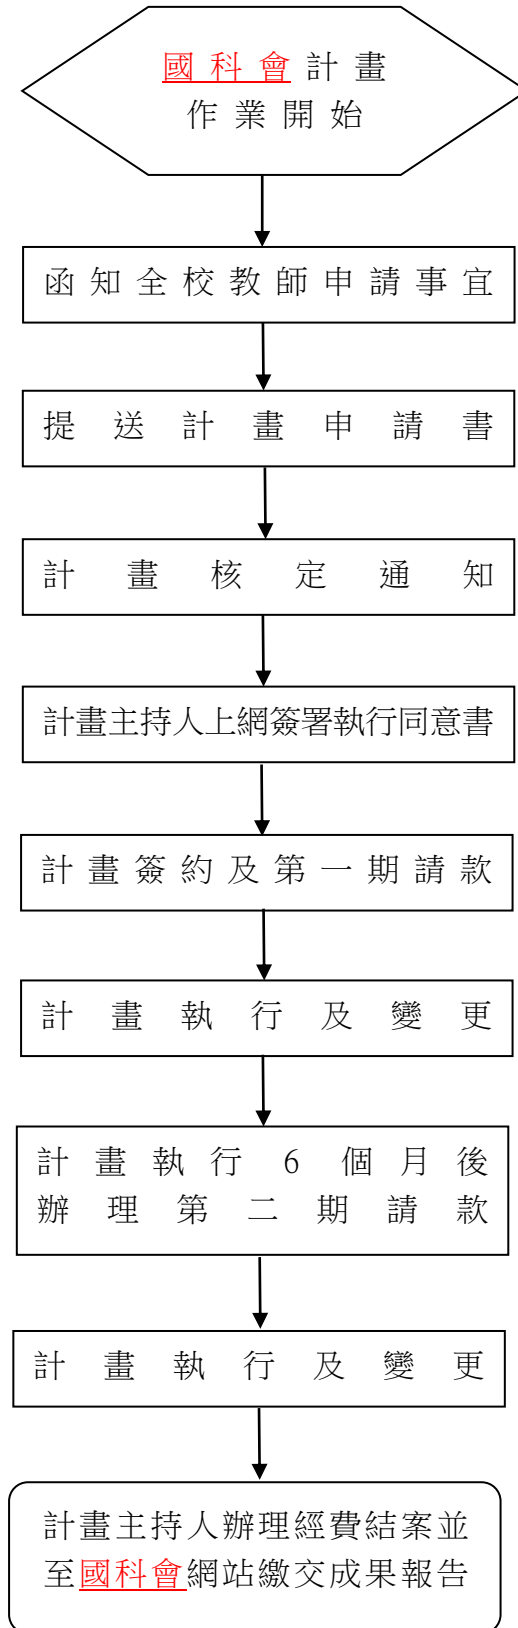 國科會計畫
作業開始
函知全校教師申請事宜
提送計畫申請書
計畫核定通知
計畫主持人上網簽署執行同意書
計畫簽約及第一期請款
計畫執行及變更
計畫執行6個月後
辦理第二期請款
計畫執行及變更
計畫主持人辦理經費結案並
至國科會網站繳交成果報告